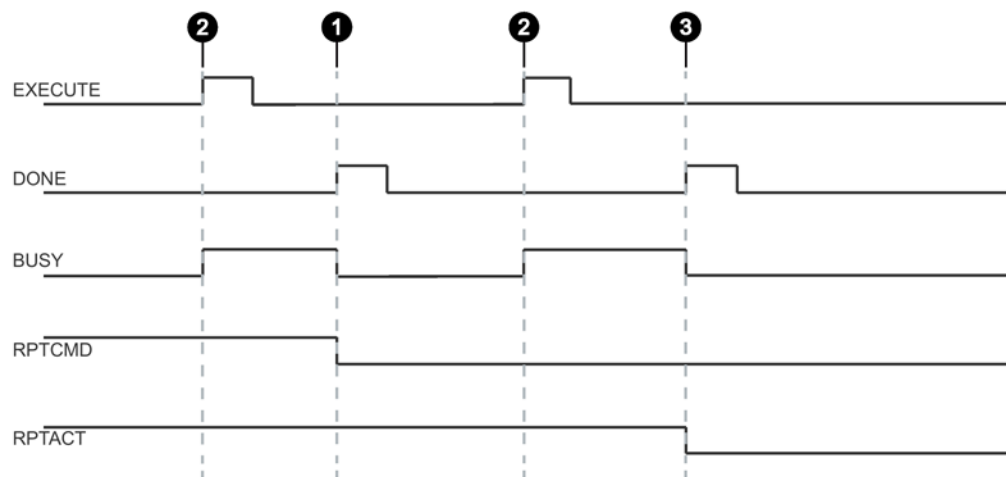 2 1 2 3
EXECUTE
DONE
BUSY
RPTCMD
RPTACT